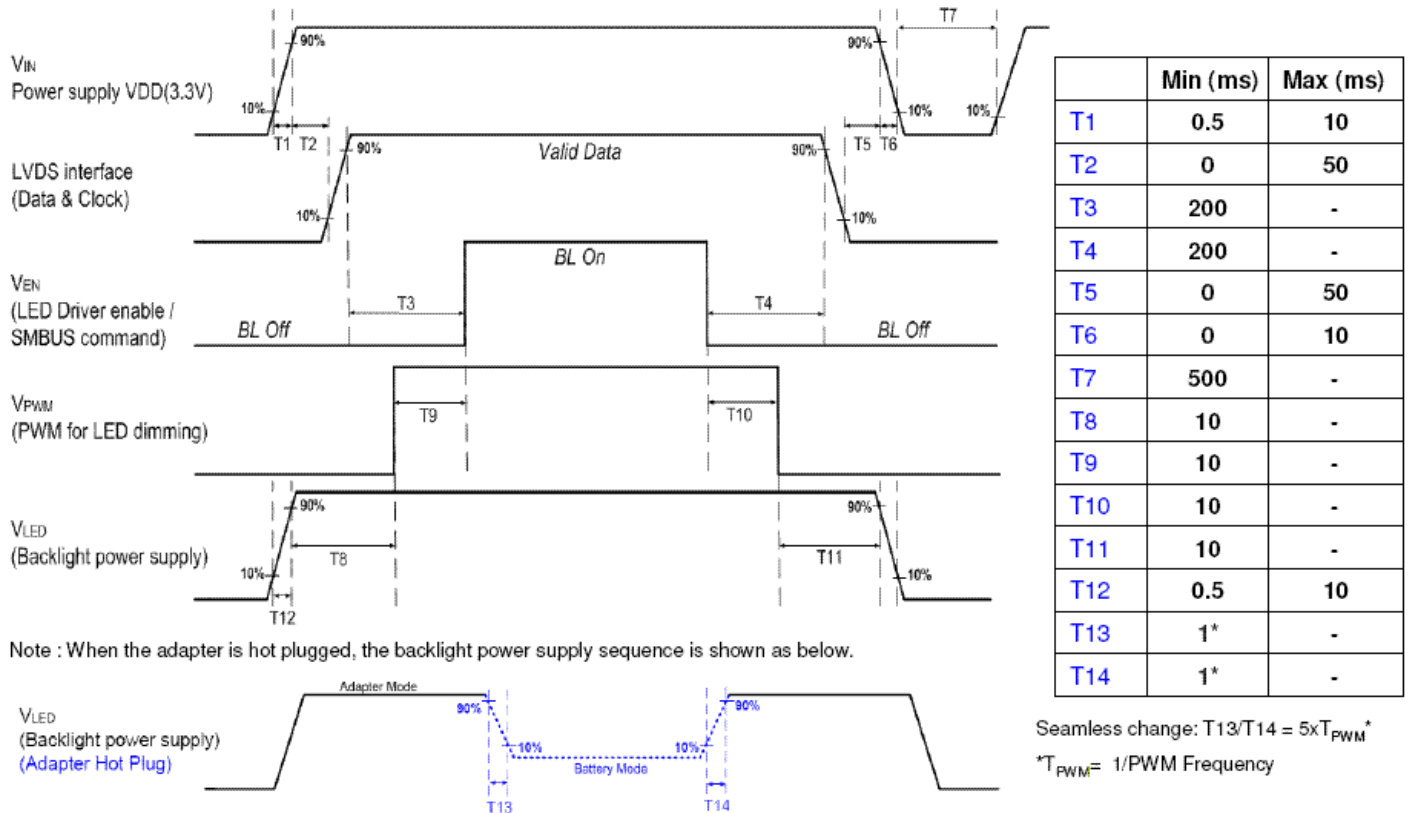 T7
90%
90%
VIN
Power supply VDD(3.3V)
10%
10%
10%
T1 T2
T5 T6
LVDS interface
(Data & Clock)
90%
Valid Data
90%
10%
10%
VEN
(LED Driver enable /
SMBUS command)
BL Off
T3
BL On
T4
BL Off
VPWM
(PWM for LED dimming)
T9
T10
VLED
(Backlight power supply)
90%
90%
T8
T11
10%
10%
T12
Note : When the adapter is hot plugged, the backlight power supply sequence is shown as below.
VLED
(Backlight power supply)
(Adapter Hot Plug)
Adapter Mode
90%
90%
10%
10%
Battery Mode
T13
T14
Min (ms) Max (ms)
T1 0.5 10
T2 0 50
T3 200 -
T4 200 -
T5 0 50
T6 0 10
T7 500 -
T8 10 -
T9 10 -
T10 10 -
T11 10 -
T12 0.5 10
T13 1* -
T14 1* -
Seamless change: T13/T14 = 5xTPWM*
*TPWM= 1/PWM Frequency